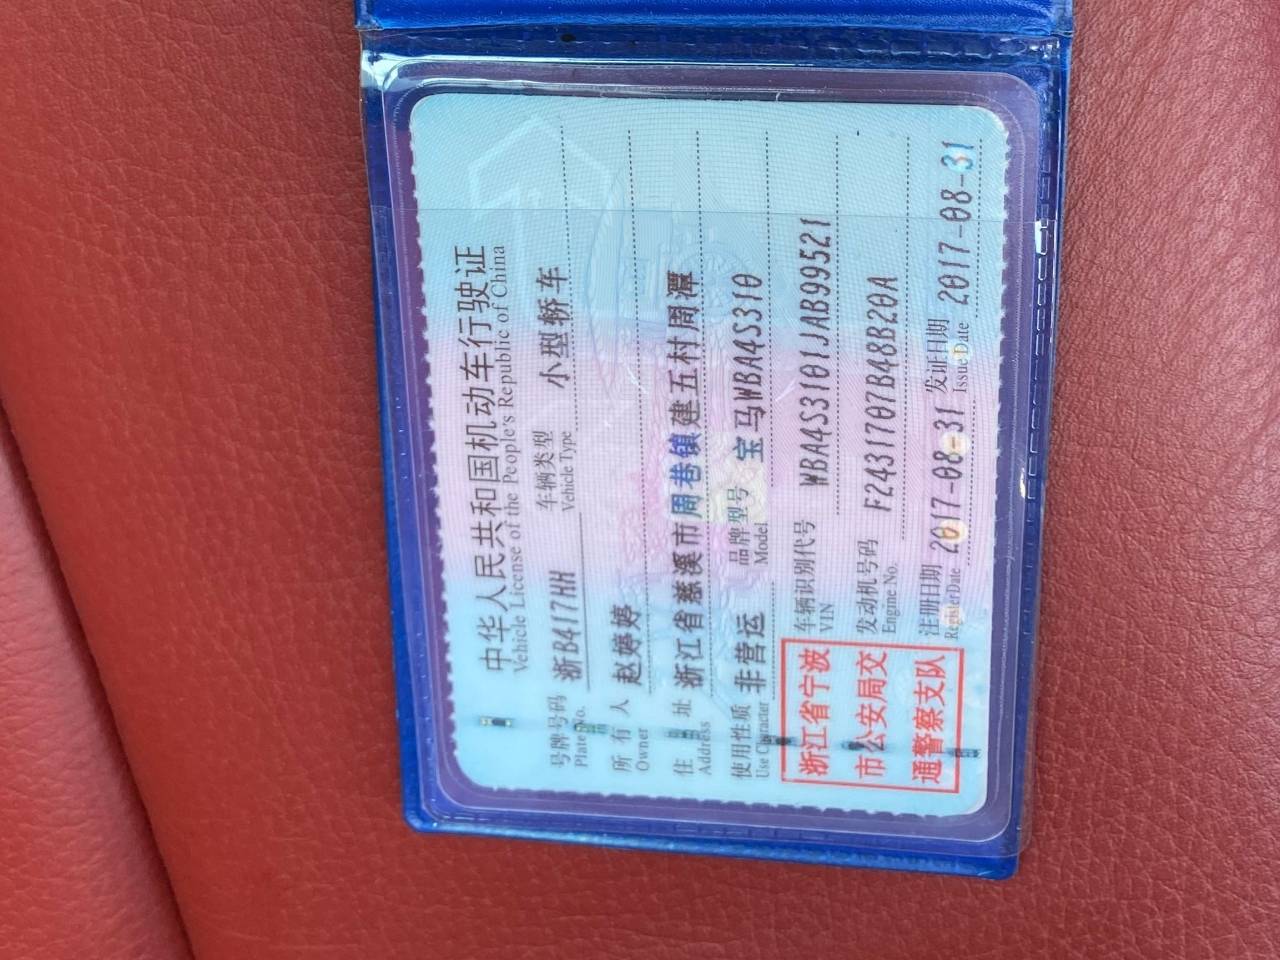 中华人民共和国机动车行驶证
Vehicle License of the People's Republic of China
号牌号码 浙B417HH 车辆类型 小型轿车
Plate No. Vehicle Type
所有人 赵婷婷
Owner
住址 浙江省慈溪市周巷镇建五村周潭
Address
使用性质 非营运 品牌型号 宝马WBA4S310
Use Character Model
车辆识别代号 WBA4S3101JAB99521
VIN
发动机号码 F2431707B48B20A
Engine No.
注册日期 2017-08-31 发证日期 2017-08-31
Register Date Issue Date
浙江省宁波
市公安局交
通警察支队